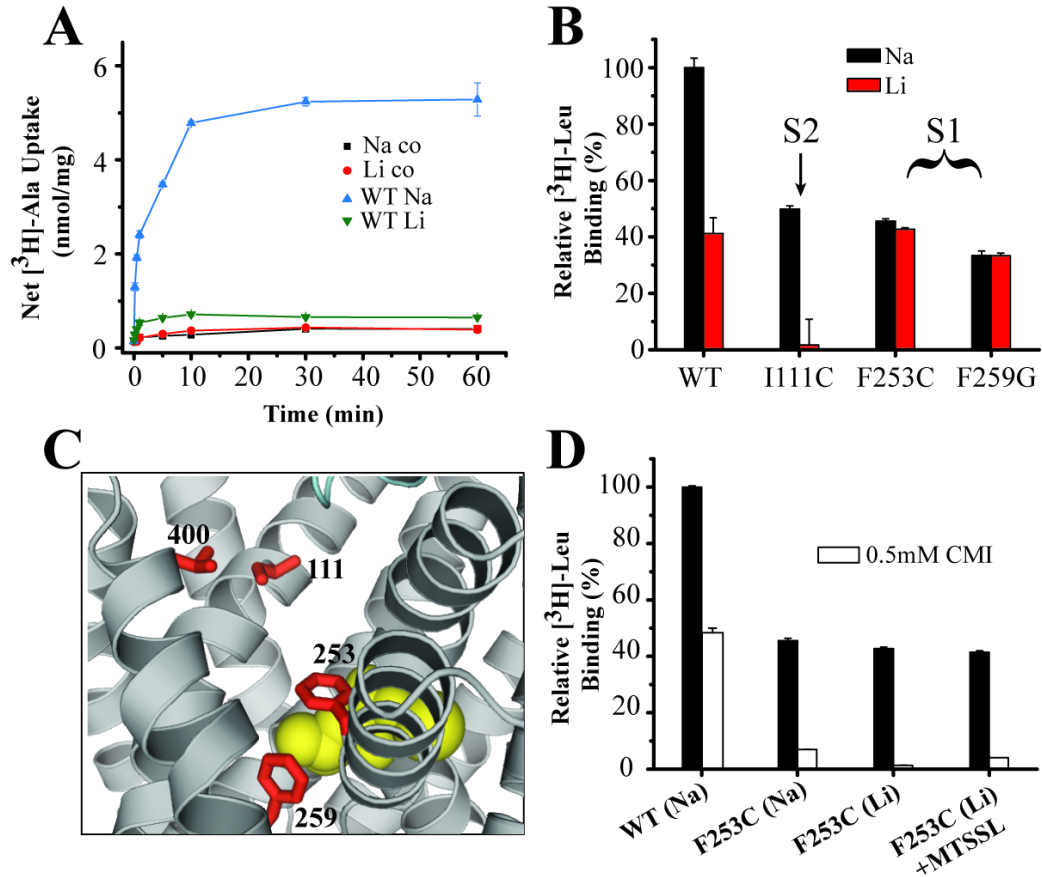 A
Net [³H]-Ala Uptake
(nmol/mg)
6
4
2
0
Na co
Li co
WT Na
WT Li
0
10
20
30
40
50
60
Time (min)
B
Relative [³H]-Leu
Binding (%)
100
80
60
40
20
0
Na
Li
S2
S1
WT
I111C
F253C
F259G
C
400
111
253
259
D
Relative [³H]-Leu
Binding (%)
100
80
60
40
20
0
0.5mM CMI
WT (Na)
F253C (Na)
F253C (Li)
F253C (Li)
+MTSSL